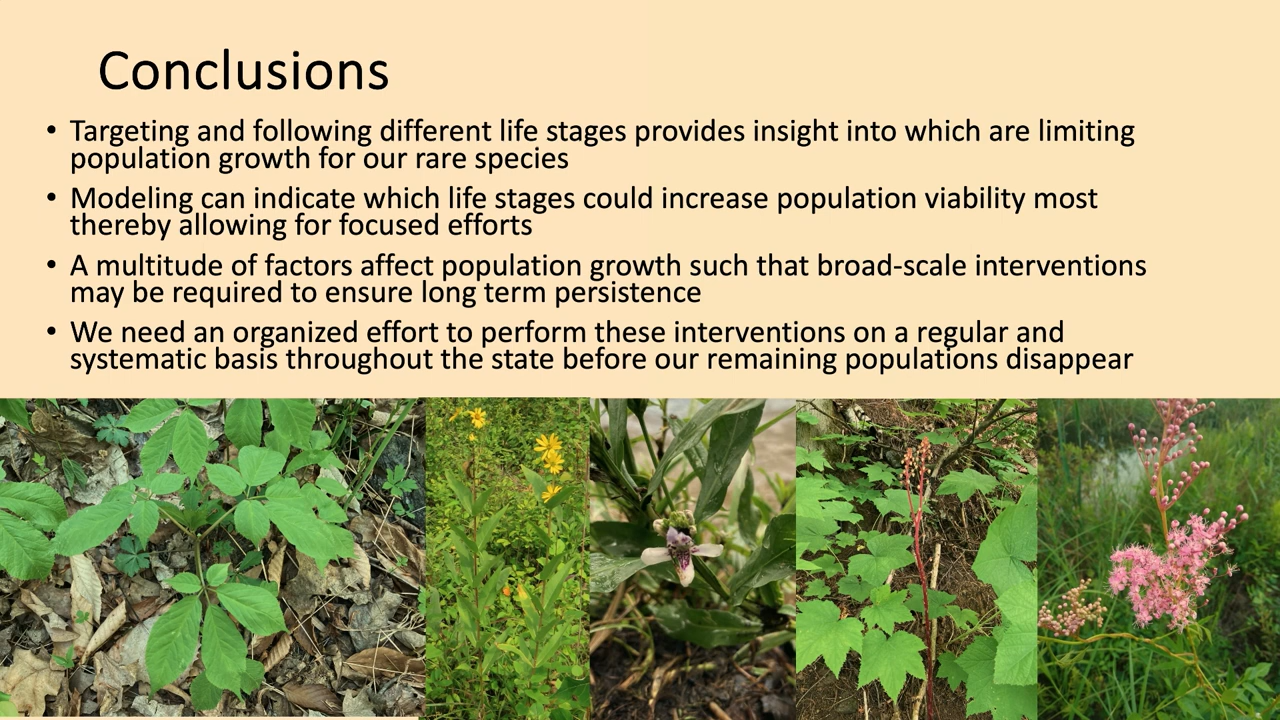 Conclusions
• Targeting and following different life stages provides insight into which are limiting
population growth for our rare species
• Modeling can indicate which life stages could increase population viability most
thereby allowing for focused efforts
• A multitude of factors affect population growth such that broad-scale interventions
may be required to ensure long term persistence
• We need an organized effort to perform these interventions on a regular and
systematic basis throughout the state before our remaining populations disappear